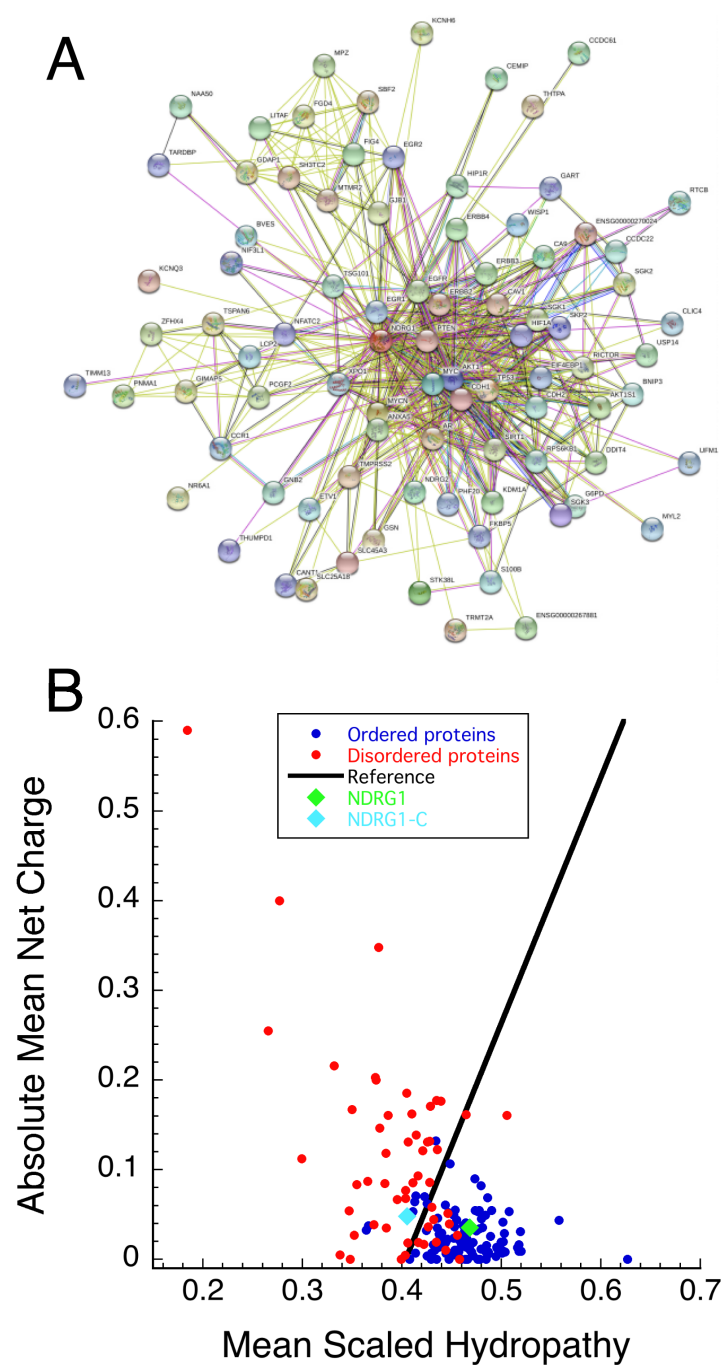 A
KCNH6
CCDC61
MPZ
CEMIP
SBF2
NAA50
FGD4
THTPA
LITAF
FIG4
EGR2
TARDBP
GDAP1
SH3TC2
HIP1R
GART
MTMR2
RTCB
GJB1
WISP1
BVES
ERBB4
ENSG00000270024
NIF3L1
CA9
CCDC22
ERBB3
KCNQ3
TSG101
EGFR
SGK2
ERBB2
CAV1
EGR1
SGK1
ZFHX4
TSPAN6
NFATC2
HIF1A
SKP2
CLIC4
NDRG1
PTEN
LCP2
USP14
RICTOR
TIMM13
XPO1
MYC
AKT1
TP53
EIF4EBP1
PNMA1
GIMAP5
PCGF2
CDH1
BNIP3
MYCN
CDH2
AKT1S1
ANXA5
CCR1
AR
SIRT1
RPS6KB1
DDIT4
UFM1
TMPRSS2
NR6A1
GNB2
NDRG2
ETV1
PHF20
KDM1A
G6PD
SGK3
MYL2
GSN
FKBP5
THUMPD1
SLC45A3
CANT1
SLC25A18
STK38L
S100B
TRMT2A
ENSG00000267881
B
0.6
0.5
0.4
0.3
0.2
0.1
0
Absolute Mean Net Charge
Ordered proteins
Disordered proteins
Reference
NDRG1
NDRG1-C
0.2 0.3 0.4 0.5 0.6 0.7
Mean Scaled Hydropathy